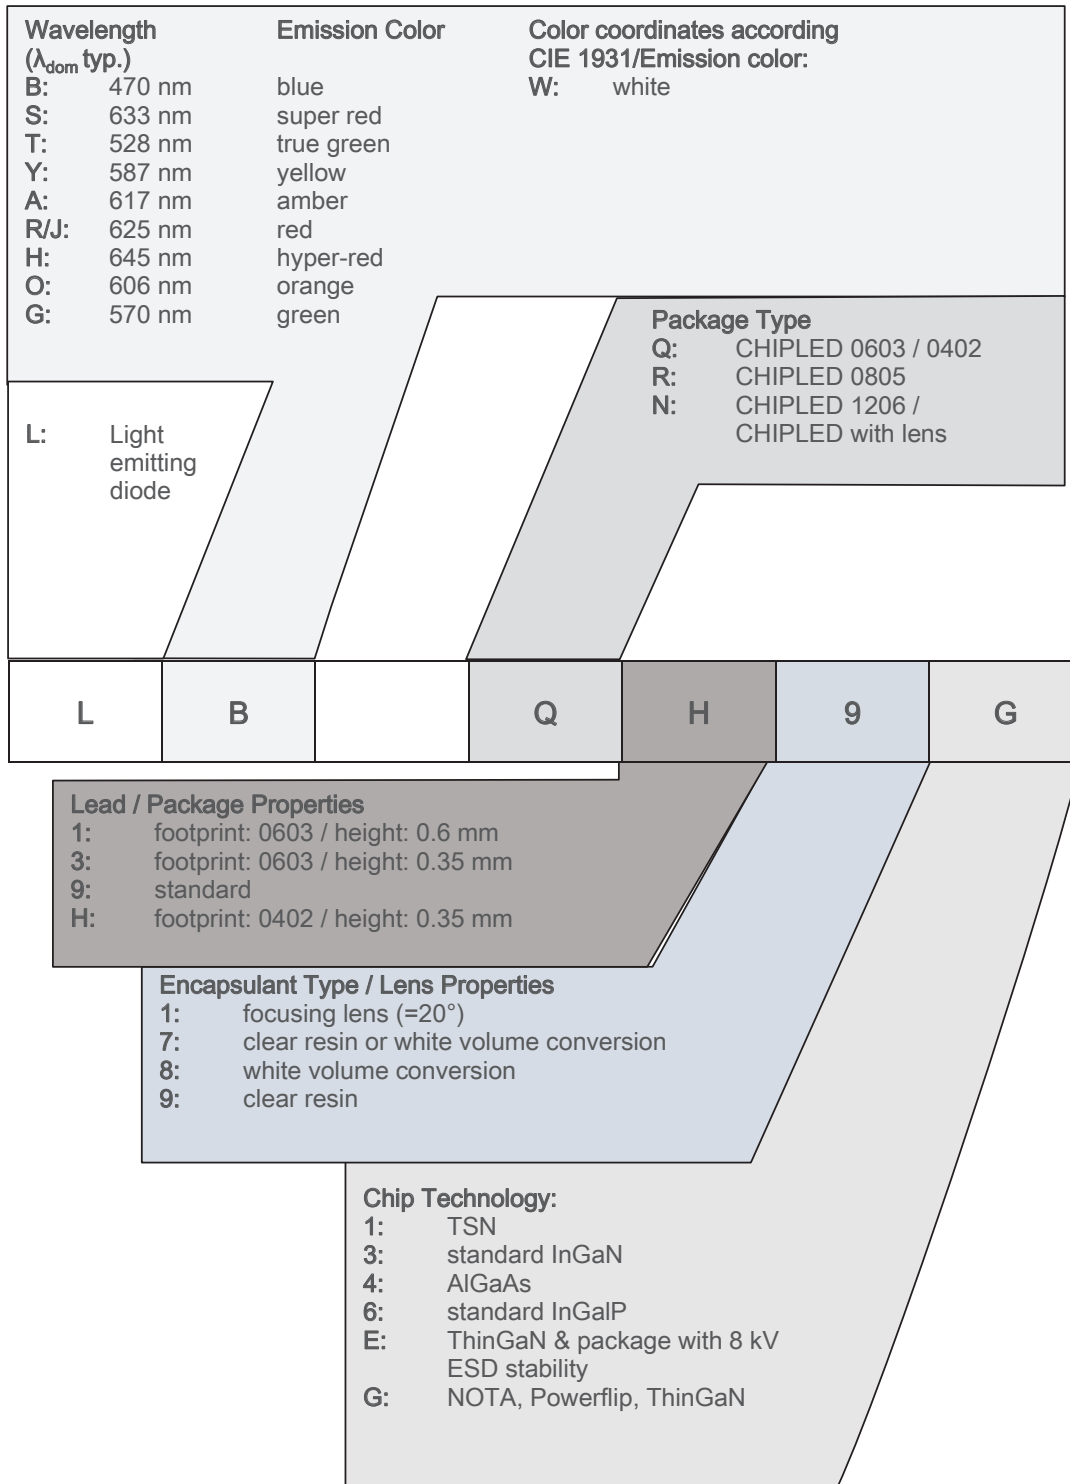 Wavelength Emission Color Color coordinates according
(λdom typ.) CIE 1931/Emission color:
B: 470 nm blue W: white
S: 633 nm super red
T: 528 nm true green
Y: 587 nm yellow
A: 617 nm amber
R/J: 625 nm red
H: 645 nm hyper-red
O: 606 nm orange
G: 570 nm green
Package Type
Q: CHIPLED 0603 / 0402
R: CHIPLED 0805
N: CHIPLED 1206 /
CHIPLED with lens
L: Light
emitting
diode
L B Q H 9 G
Lead / Package Properties
1: footprint: 0603 / height: 0.6 mm
3: footprint: 0603 / height: 0.35 mm
9: standard
H: footprint: 0402 / height: 0.35 mm
Encapsulant Type / Lens Properties
1: focusing lens (=20°)
7: clear resin or white volume conversion
8: white volume conversion
9: clear resin
Chip Technology:
1: TSN
3: standard InGaN
4: AlGaAs
6: standard InGalP
E: ThinGaN & package with 8 kV
ESD stability
G: NOTA, Powerflip, ThinGaN